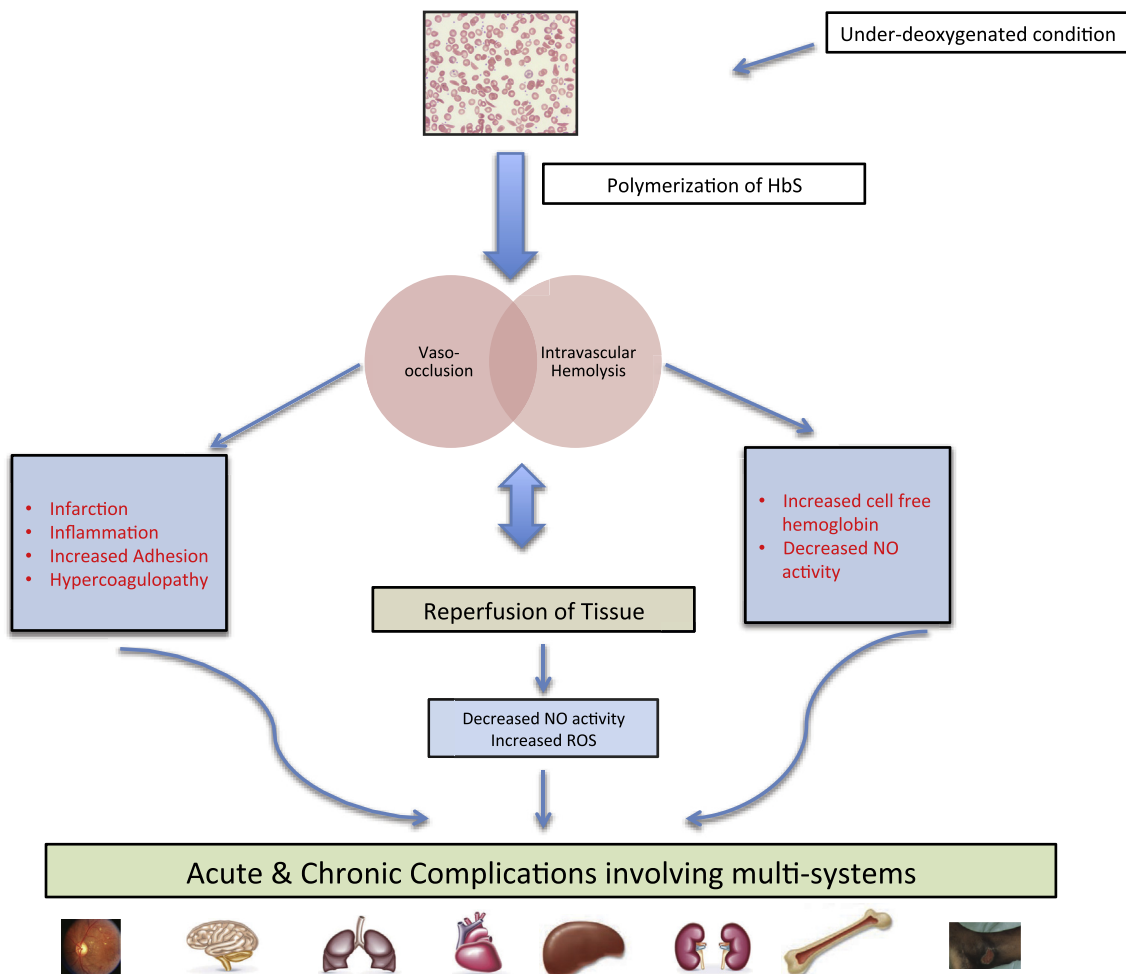 Under-deoxygenated condition
Polymerization of HbS
Vaso-
occlusion
Intravascular
Hemolysis
• Infarction
• Inflammation
• Increased Adhesion
• Hypercoagulopathy
• Increased cell free
hemoglobin
• Decreased NO
activity
Reperfusion of Tissue
Decreased NO activity
Increased ROS
Acute & Chronic Complications involving multi-systems